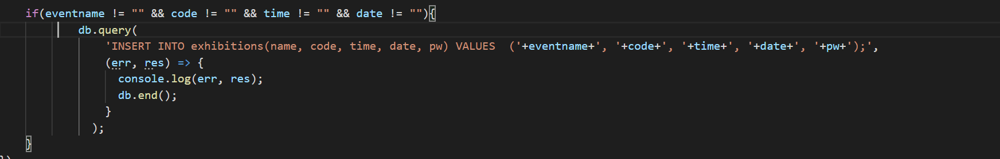 if(eventname != "" && code != "" && time != "" && date != ""){
db.query(
'INSERT INTO exhibitions(name, code, time, date, pw) VALUES  ('+eventname+', '+code+', '+time+', '+date+', '+pw+');',
(err, res) => {
console.log(err, res);
db.end();
}
);
}
})